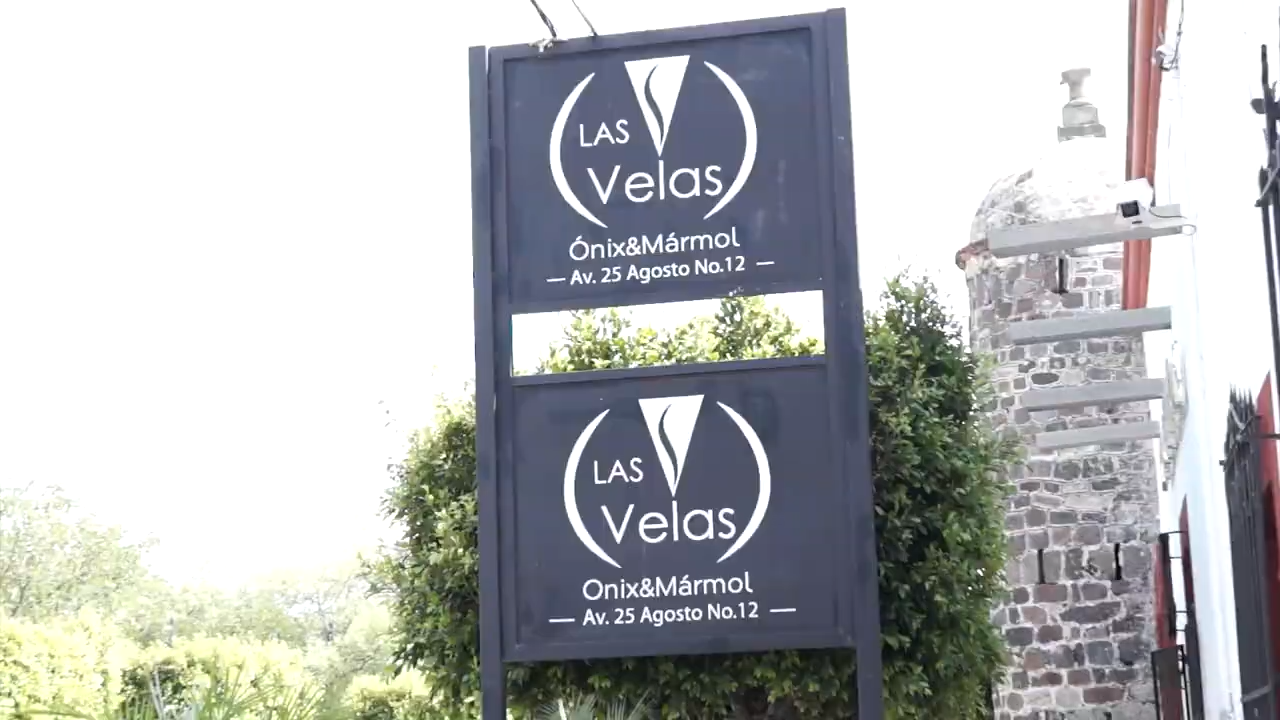 LAS
Velas
Ónix&Mármol
Av. 25 Agosto No.12
LAS
Velas
Onix&Mármol
Av. 25 Agosto No.12